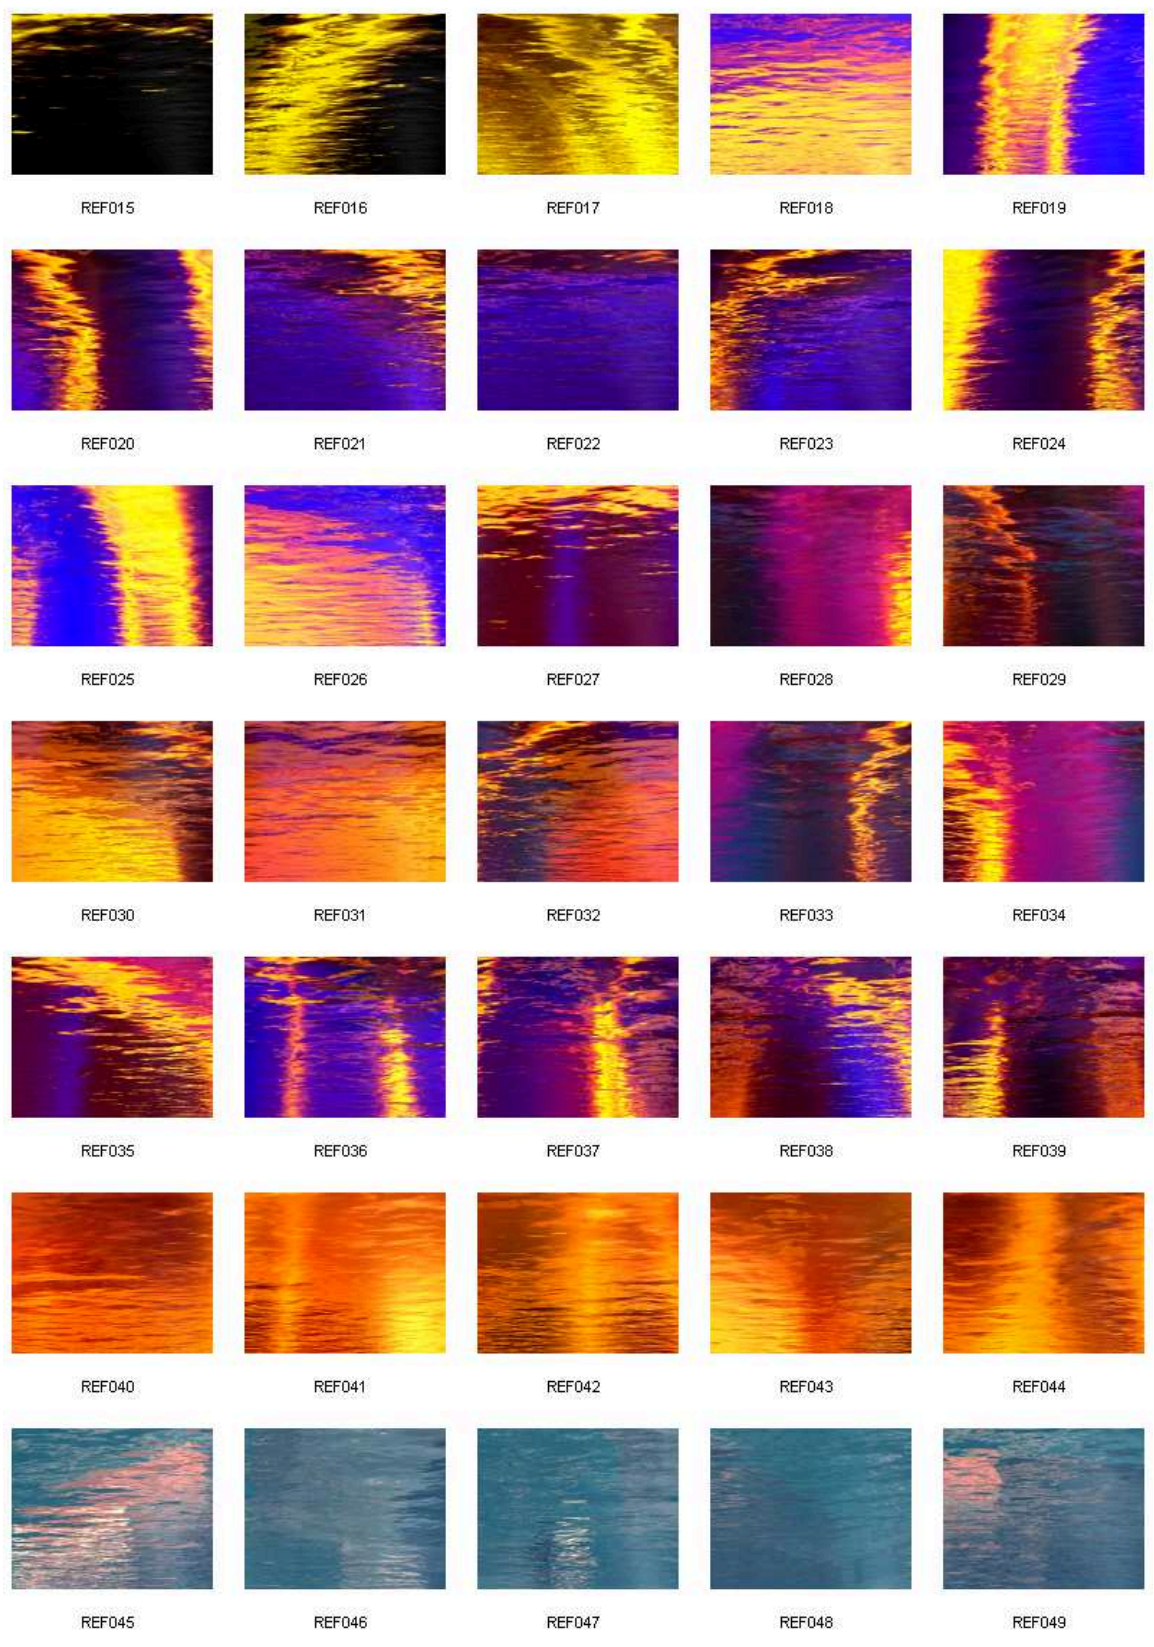 REF015 REF016 REF017 REF018 REF019
REF020 REF021 REF022 REF023 REF024
REF025 REF026 REF027 REF028 REF029
REF030 REF031 REF032 REF033 REF034
REF035 REF036 REF037 REF038 REF039
REF040 REF041 REF042 REF043 REF044
REF045 REF046 REF047 REF048 REF049